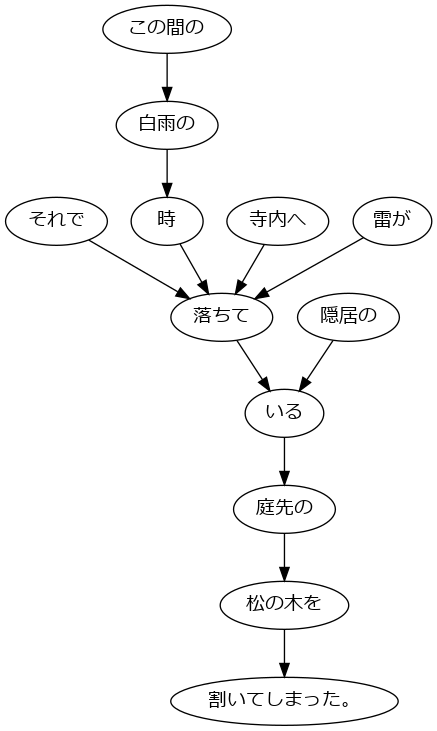 この間の
白雨の
それで
時
寺内へ
雷が
落ちて
隠居の
いる
庭先の
松の木を
割いてしまった。